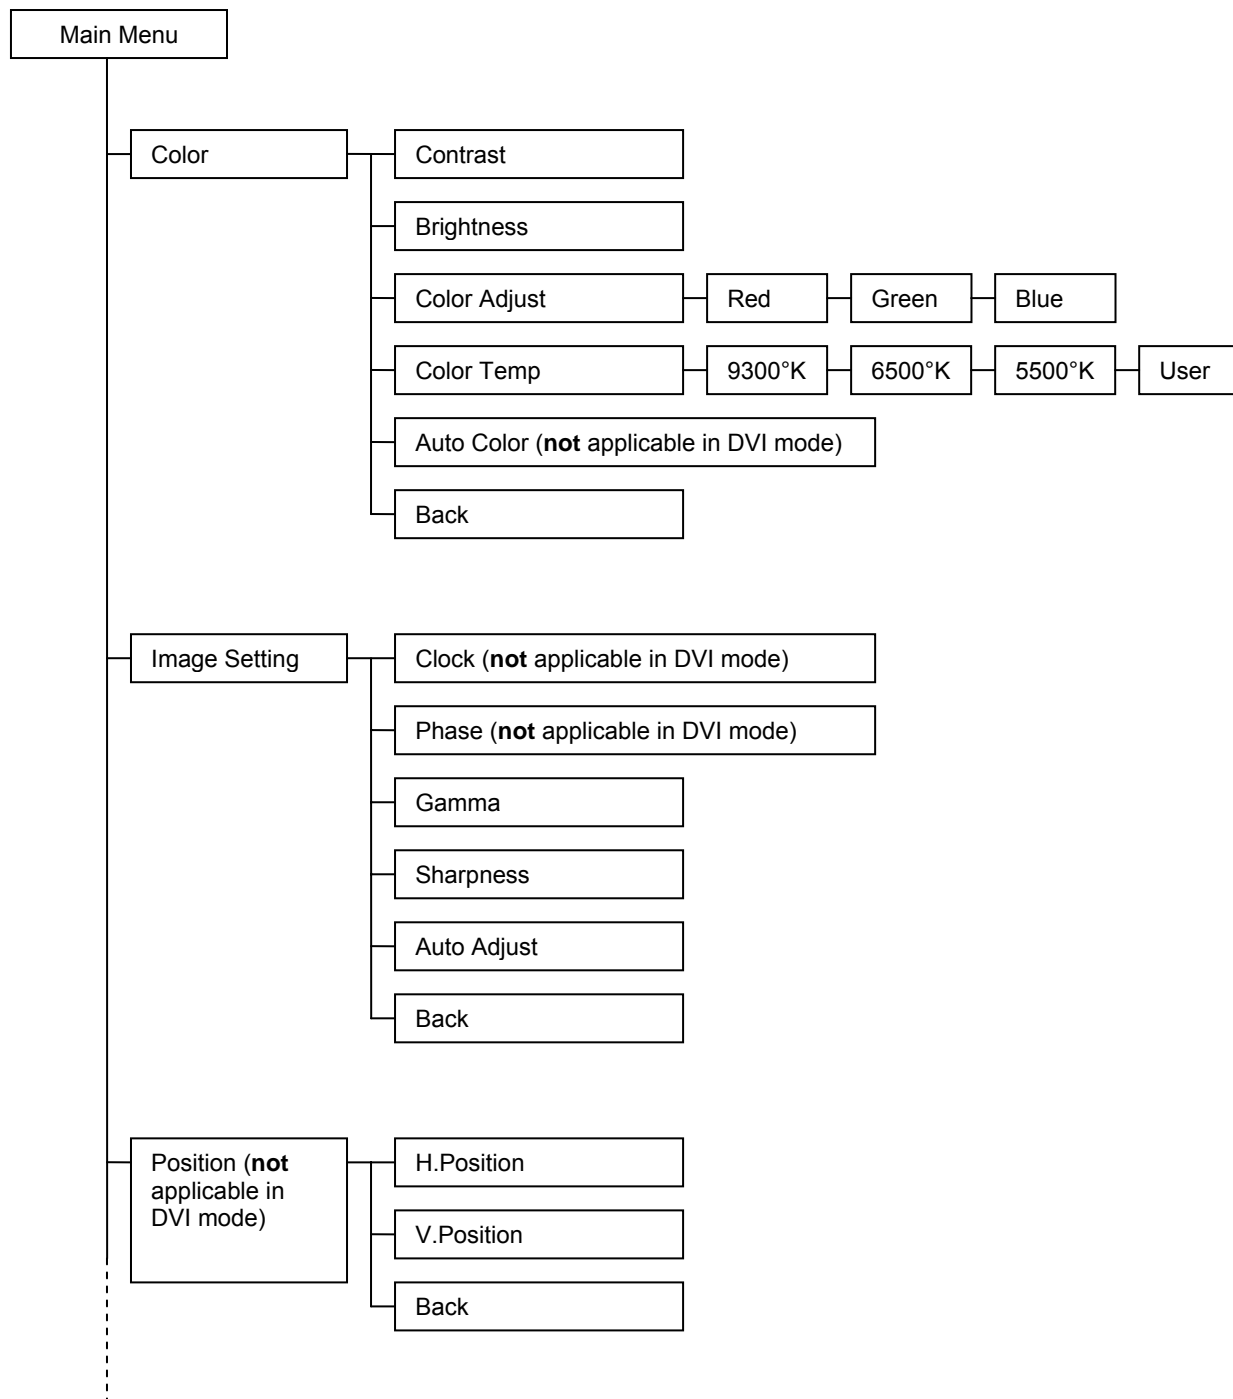 Main Menu
Color
Contrast
Brightness
Color Adjust
Red
Green
Blue
Color Temp
9300°K
6500°K
5500°K
User
Auto Color (not applicable in DVI mode)
Back
Image Setting
Clock (not applicable in DVI mode)
Phase (not applicable in DVI mode)
Gamma
Sharpness
Auto Adjust
Back
Position (not
applicable in
DVI mode)
H.Position
V.Position
Back